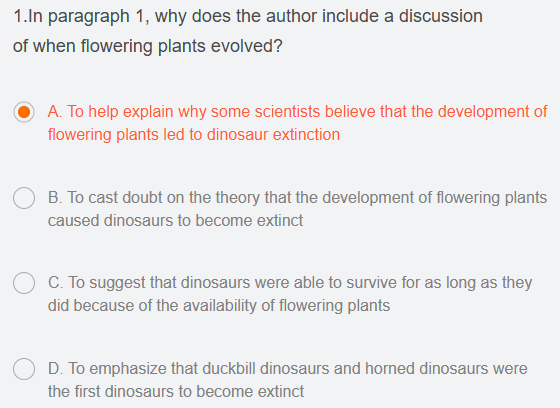 1.In paragraph 1, why does the author include a discussion
of when flowering plants evolved?
A. To help explain why some scientists believe that the development of
flowering plants led to dinosaur extinction
B. To cast doubt on the theory that the development of flowering plants
caused dinosaurs to become extinct
C. To suggest that dinosaurs were able to survive for as long as they
did because of the availability of flowering plants
D. To emphasize that duckbill dinosaurs and horned dinosaurs were
the first dinosaurs to become extinct